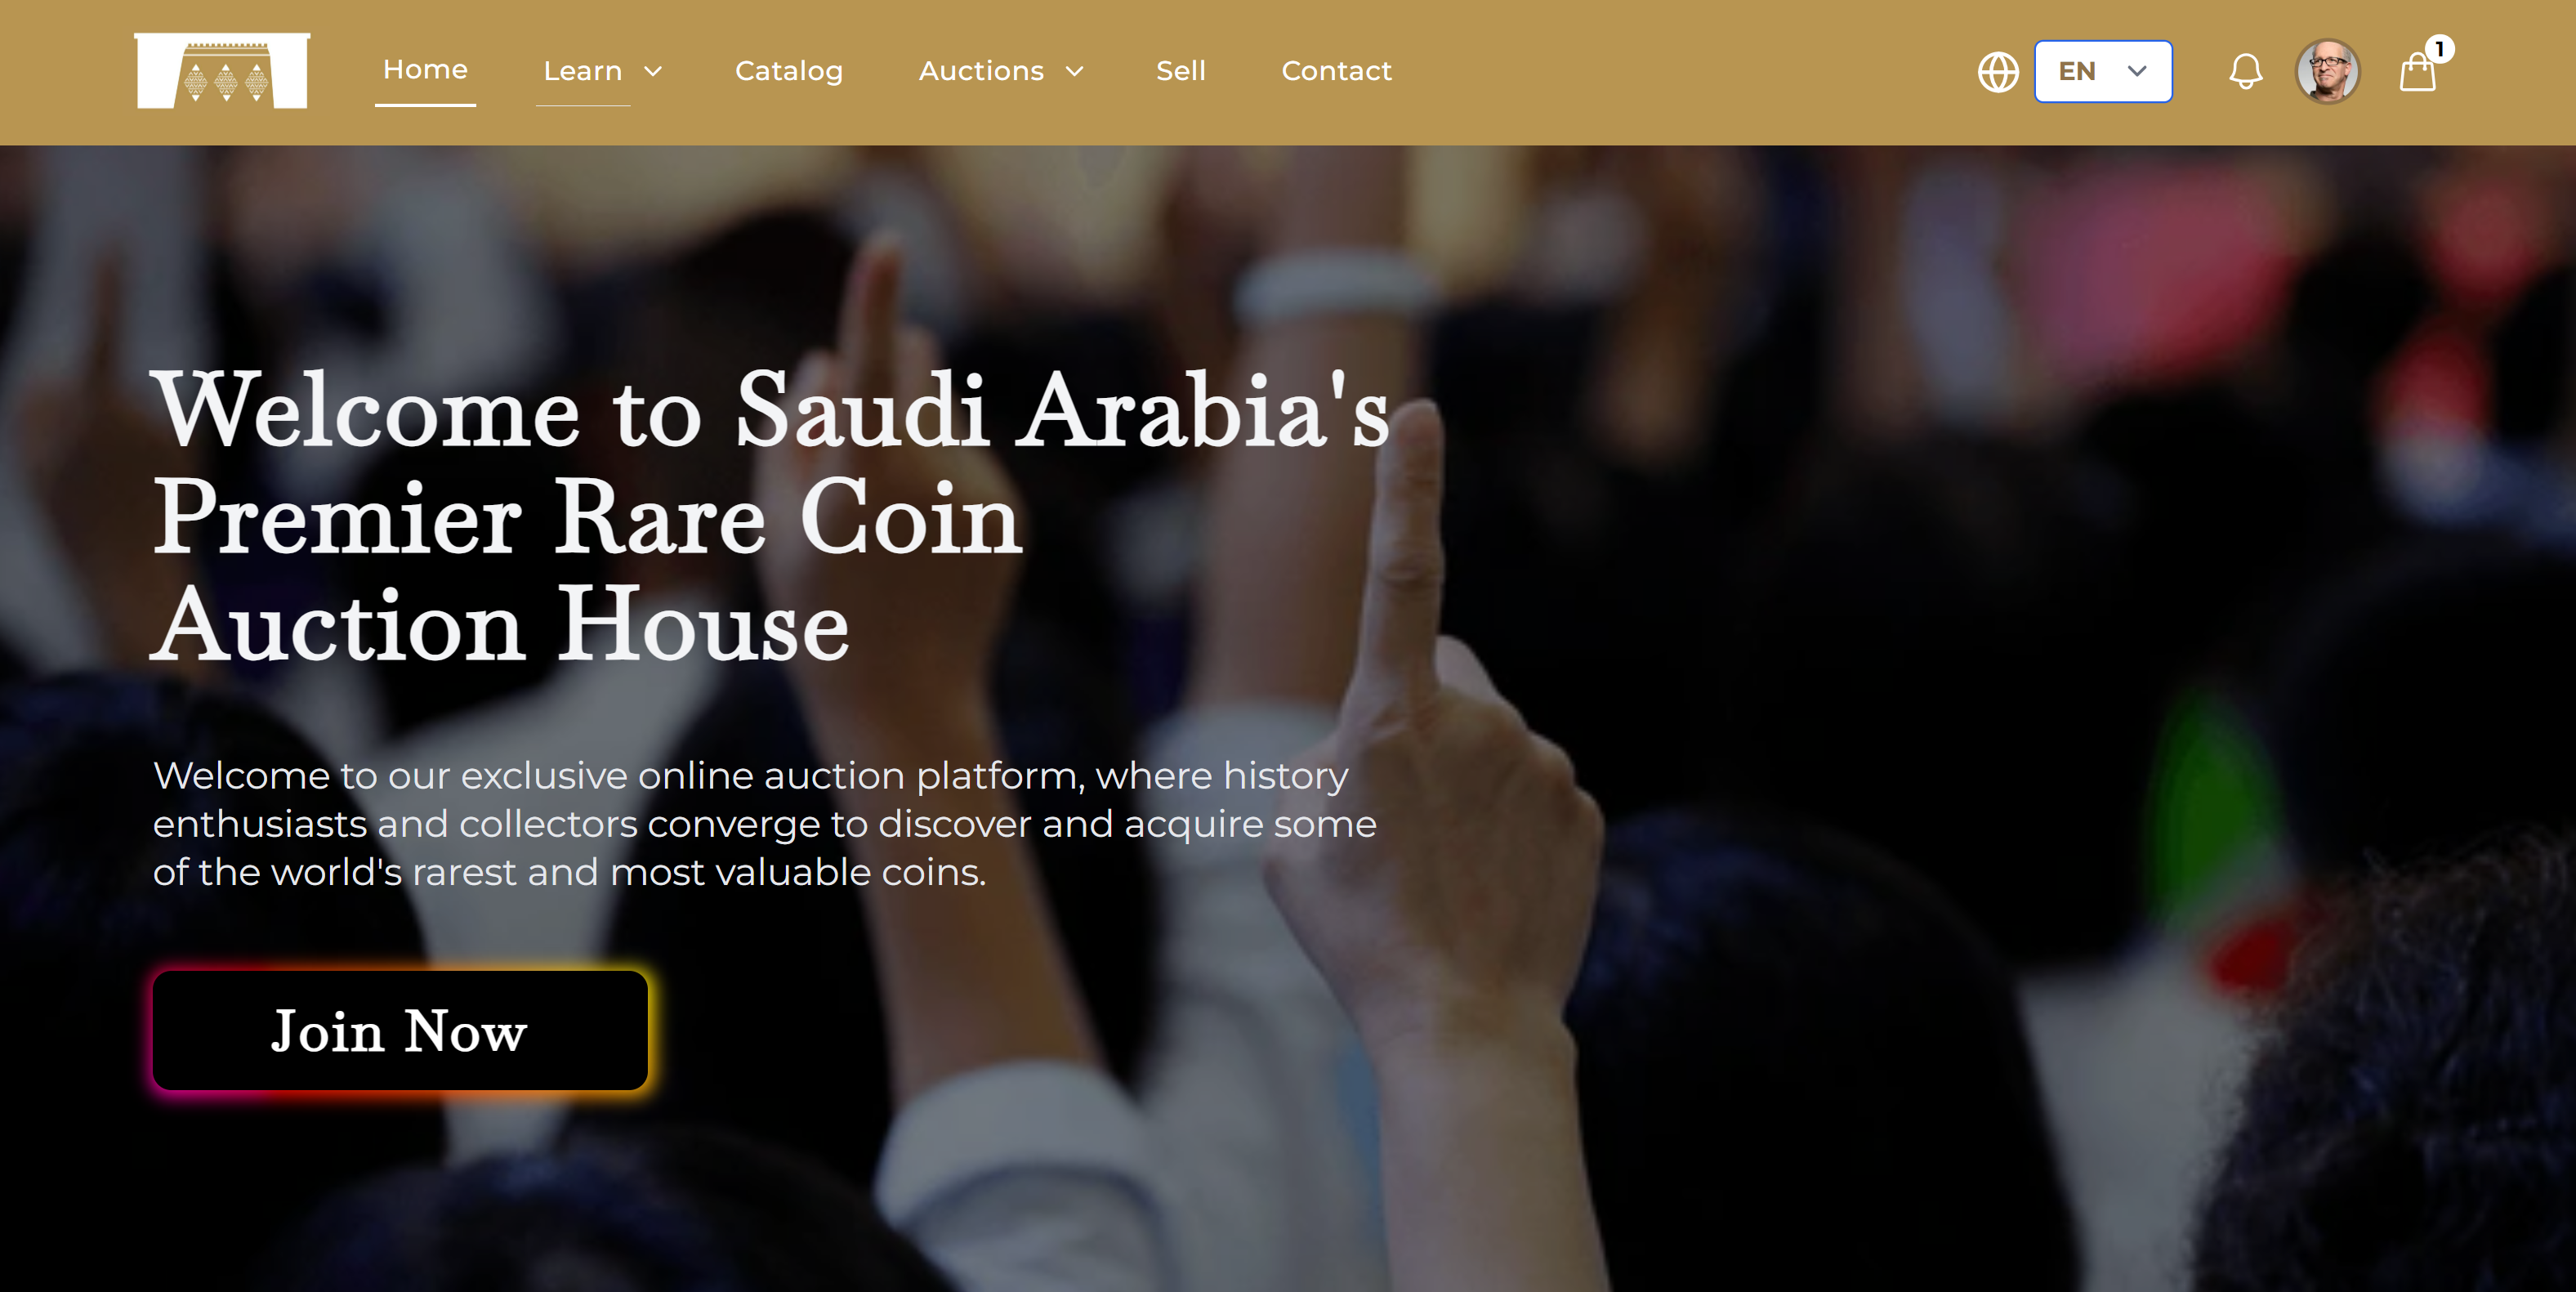 Home
Learn
Catalog
Auctions
Sell
Contact
EN
1
Welcome to Saudi Arabia's
Premier Rare Coin
Auction House
Welcome to our exclusive online auction platform, where history
enthusiasts and collectors converge to discover and acquire some
of the world's rarest and most valuable coins.
Join Now